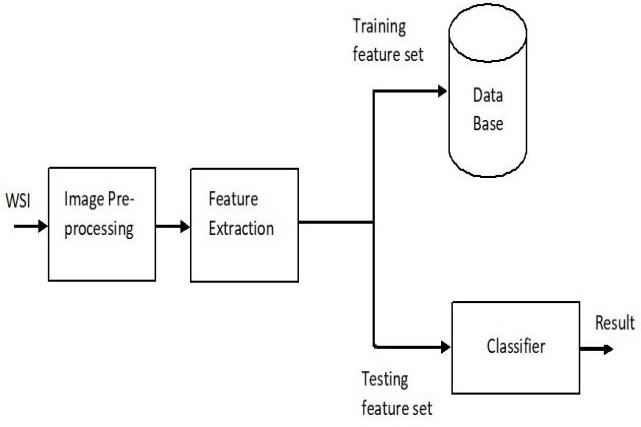 Training
feature set
Data
Base
WSI
Image Pre-
processing
Feature
Extraction
Classifier
Result
Testing
feature set